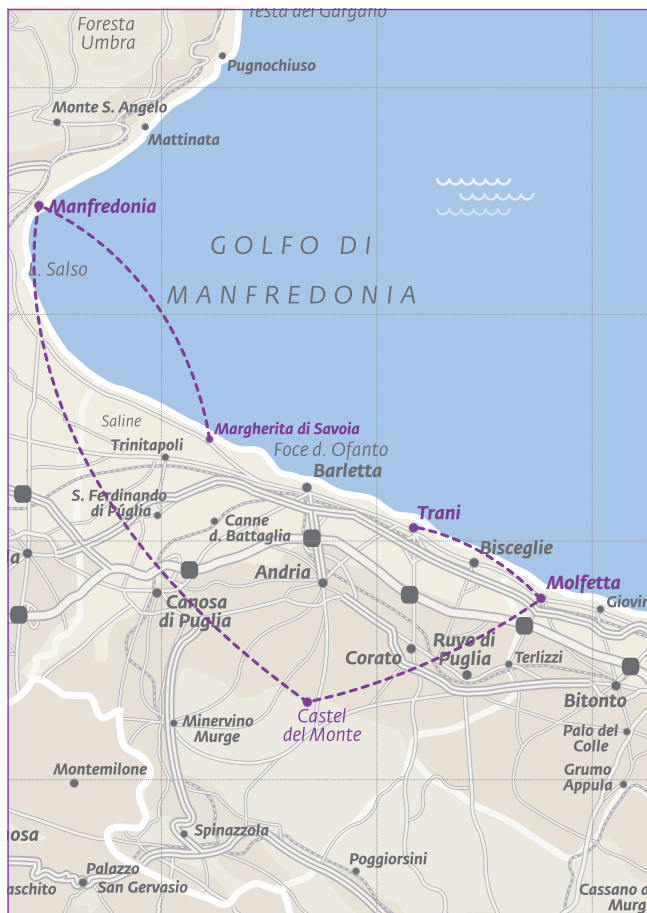 Testa del Gargano
Foresta
Umbra
Pugnochiuso
Monte S. Angelo
Mattinata
Manfredonia
GOLFO DI
MANFREDONIA
L. Salso
Saline
Margherita di Savoia
Trinitapoli
Foce d. Ofanto
Barletta
S. Ferdinando
di Puglia
Canne
d. Battaglia
Trani
Bisceglie
a
Andria
Molfetta
Canosa
di Puglia
Giovin
Corato
Ruvo di
Puglia
Terlizzi
Bitonto
Castel
del Monte
Minervino
Murge
Palo del
Colle
Montemilone
Grumo
Appula
nosa
Spinazzola
Poggiorsini
Palazzo
San Gervasio
aschito
Cassano d
Murg